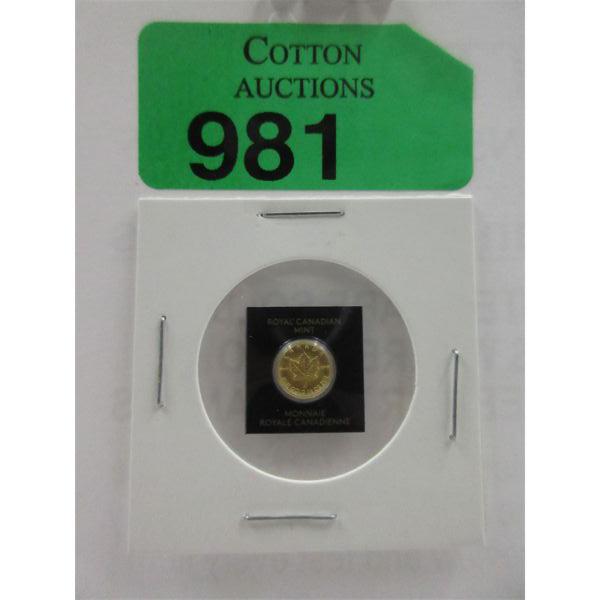 COTTON
AUCTIONS
981
ROYAL CANADIAN
MINT
MONNAIE
ROYALE CANADIENNE